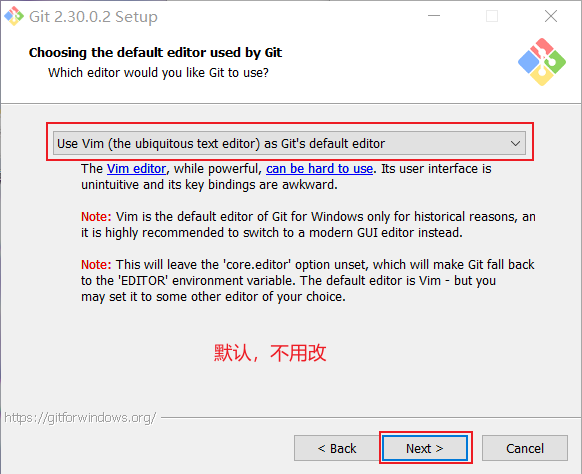 Git 2.30.0.2 Setup
Choosing the default editor used by Git
Which editor would you like Git to use?
Use Vim (the ubiquitous text editor) as Git's default editor
The Vim editor, while powerful, can be hard to use. Its user interface is
unintuitive and its key bindings are awkward.
Note: Vim is the default editor of Git for Windows only for historical reasons, an
it is highly recommended to switch to a modern GUI editor instead.
Note: This will leave the 'core.editor' option unset, which will make Git fall back
to the 'EDITOR' environment variable. The default editor is Vim - but you
may set it to some other editor of your choice.
默认，不用改
https://gitforwindows.org/
< Back
Next >
Cancel